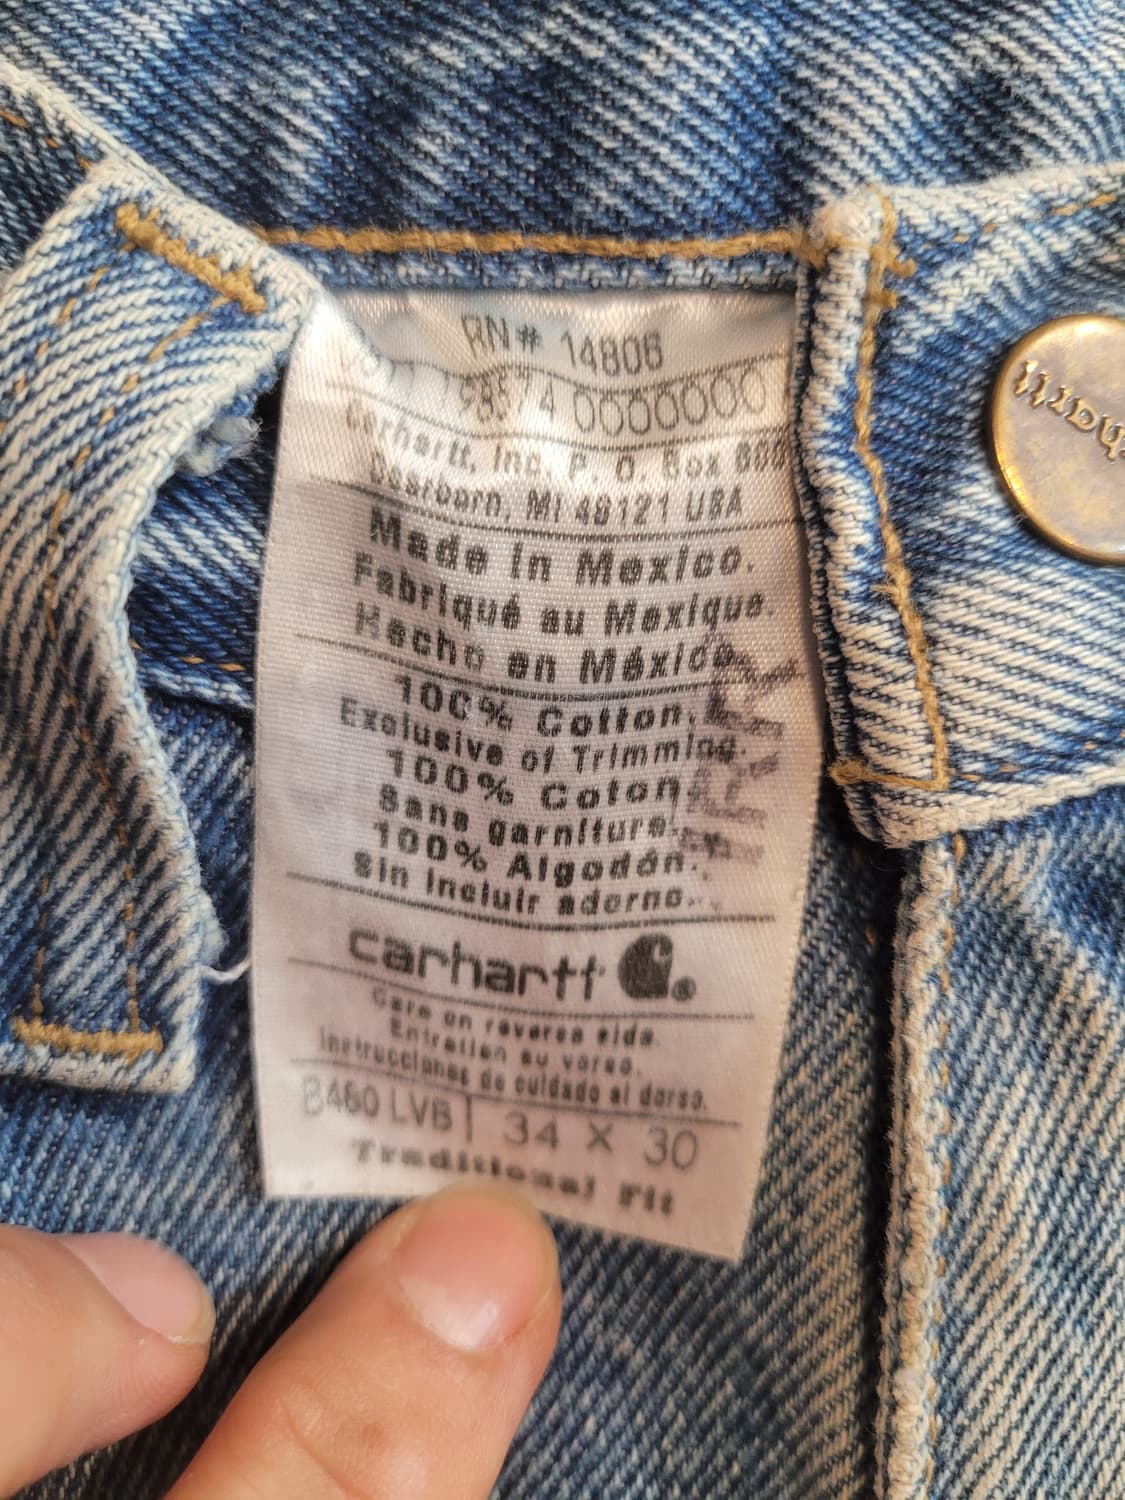 RN# 14806
0000000
Carhartt, Inc. P. O. Box 600
Dearborn, MI 48121 USA
Made in Mexico.
Fabriqué au Mexique.
Hecho en México.
100% Cotton.
Exclusive of Trimming.
100% Coton.
Sans garniture.
100% Algodón.
Sin incluir adorno.
carhartt
Care on reverse side.
Entretien au verso.
Instrucciones de cuidado al dorso.
B460 LVB 34 X 30
Traditional Fit